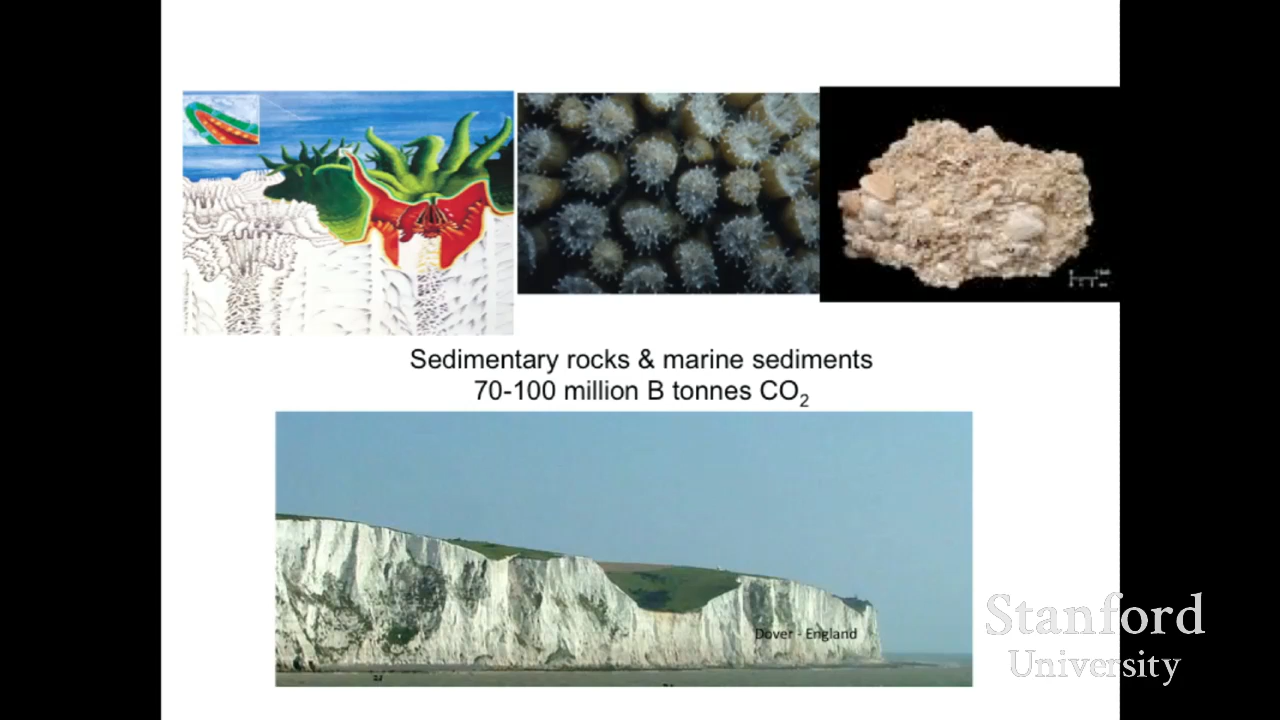 Sedimentary rocks & marine sediments
70-100 million B tonnes CO₂
Dover - England
Stanford
University